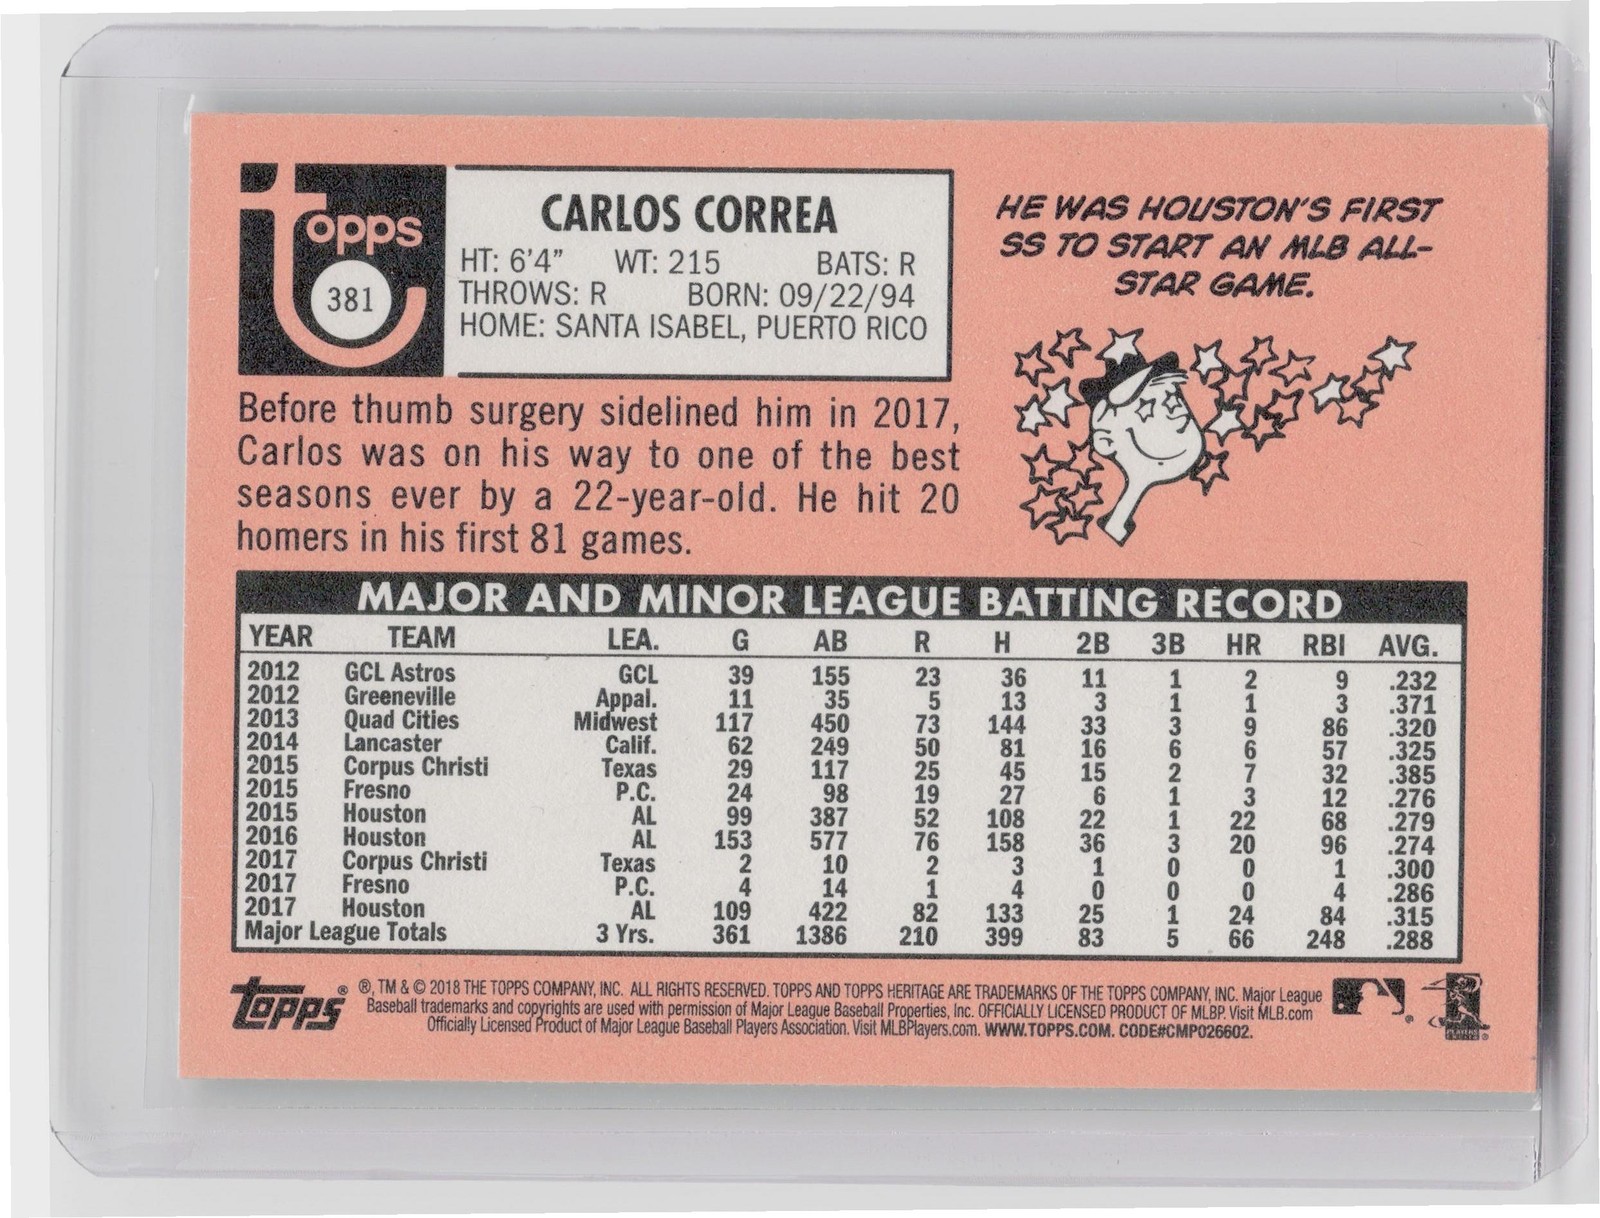 topps
381
CARLOS CORREA
HT: 6'4" WT: 215 BATS: R
THROWS: R BORN: 09/22/94
HOME: SANTA ISABEL, PUERTO RICO
HE WAS HOUSTON'S FIRST
SS TO START AN MLB ALL-
STAR GAME.
Before thumb surgery sidelined him in 2017,
Carlos was on his way to one of the best
seasons ever by a 22-year-old. He hit 20
homers in his first 81 games.
MAJOR AND MINOR LEAGUE BATTING RECORD
YEAR TEAM LEA. G AB R H 2B 3B HR RBI AVG.
2012 GCL Astros GCL 39 155 23 36 11 1 2 9 .232
2012 Greeneville Appal. 11 35 5 13 3 1 1 3 .371
2013 Quad Cities Midwest 117 450 73 144 33 3 9 86 .320
2014 Lancaster Calif. 62 249 50 81 16 6 6 57 .325
2015 Corpus Christi Texas 29 117 25 45 15 2 7 32 .385
2015 Fresno P.C. 24 98 19 27 6 1 3 12 .276
2015 Houston AL 99 387 52 108 22 1 22 68 .279
2016 Houston AL 153 577 76 158 36 3 20 96 .274
2017 Corpus Christi Texas 2 10 2 3 1 0 0 1 .300
2017 Fresno P.C. 4 14 1 4 0 0 0 4 .286
2017 Houston AL 109 422 82 133 25 1 24 84 .315
Major League Totals 3 Yrs. 361 1386 210 399 83 5 66 248 .288
topps® ®, TM & © 2018 THE TOPPS COMPANY, INC. ALL RIGHTS RESERVED. TOPPS AND TOPPS HERITAGE ARE TRADEMARKS OF THE TOPPS COMPANY, INC. Major League
Baseball trademarks and copyrights are used with permission of Major League Baseball Properties, Inc. OFFICIALLY LICENSED PRODUCT OF MLBP. Visit MLB.com
Officially Licensed Product of Major League Baseball Players Association. Visit MLBPlayers.com. WWW.TOPPS.COM. CODE#CMP026602.